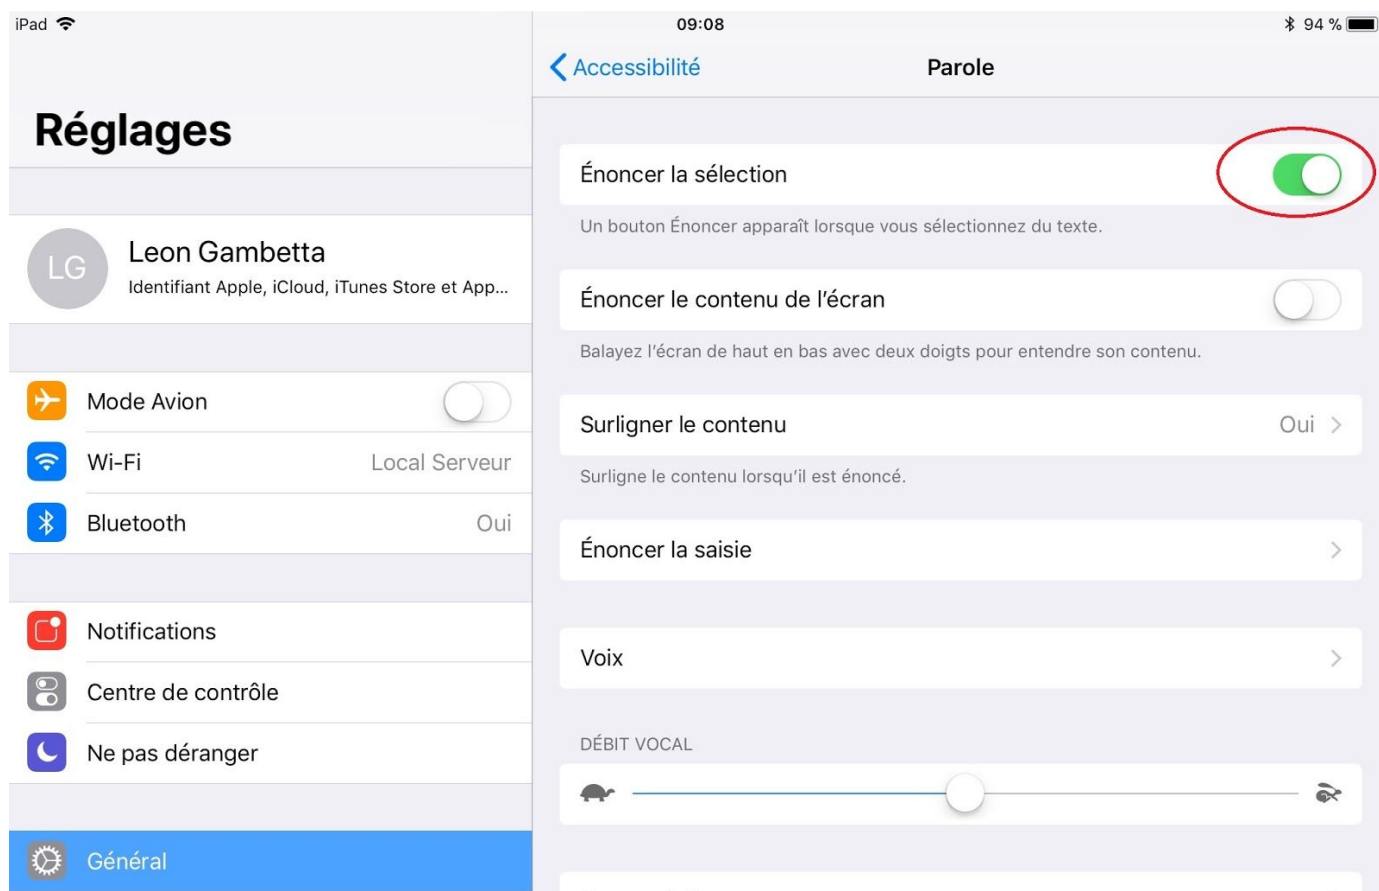 iPad
09:08
94 %
Accessibilité
Parole
Réglages
Énoncer la sélection
Un bouton Énoncer apparaît lorsque vous sélectionnez du texte.
LG
Leon Gambetta
Identifiant Apple, iCloud, iTunes Store et App...
Énoncer le contenu de l’écran
Balayez l’écran de haut en bas avec deux doigts pour entendre son contenu.
Mode Avion
Wi-Fi
Local Serveur
Bluetooth
Oui
Surligner le contenu
Oui
Surligne le contenu lorsqu’il est énoncé.
Énoncer la saisie
Notifications
Centre de contrôle
Ne pas déranger
Voix
DÉBIT VOCAL
Général